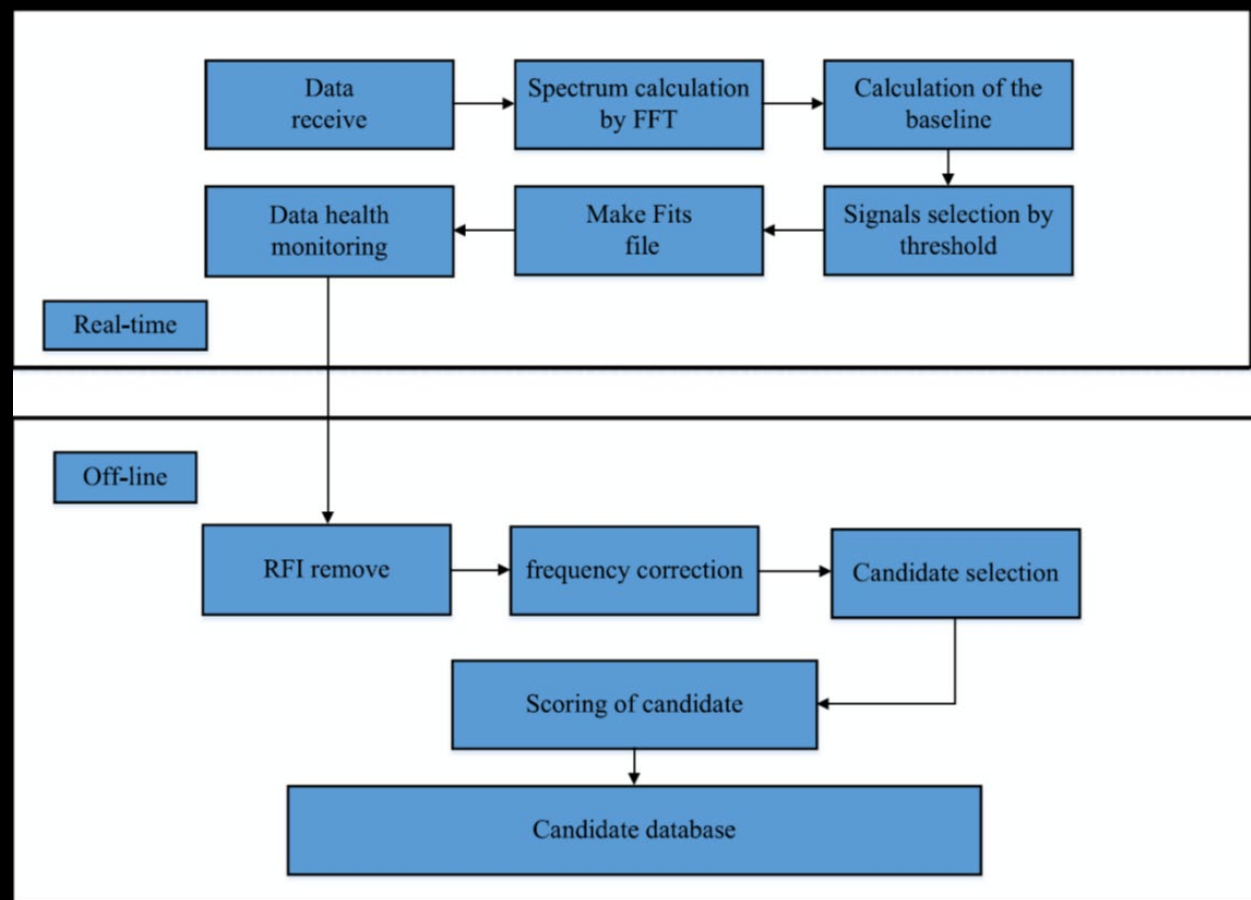 Data
receive
Spectrum calculation
by FFT
Calculation of the
baseline
Data health
monitoring
Make Fits
file
Signals selection by
threshold
Real-time
Off-line
RFI remove
frequency correction
Candidate selection
Scoring of candidate
Candidate database